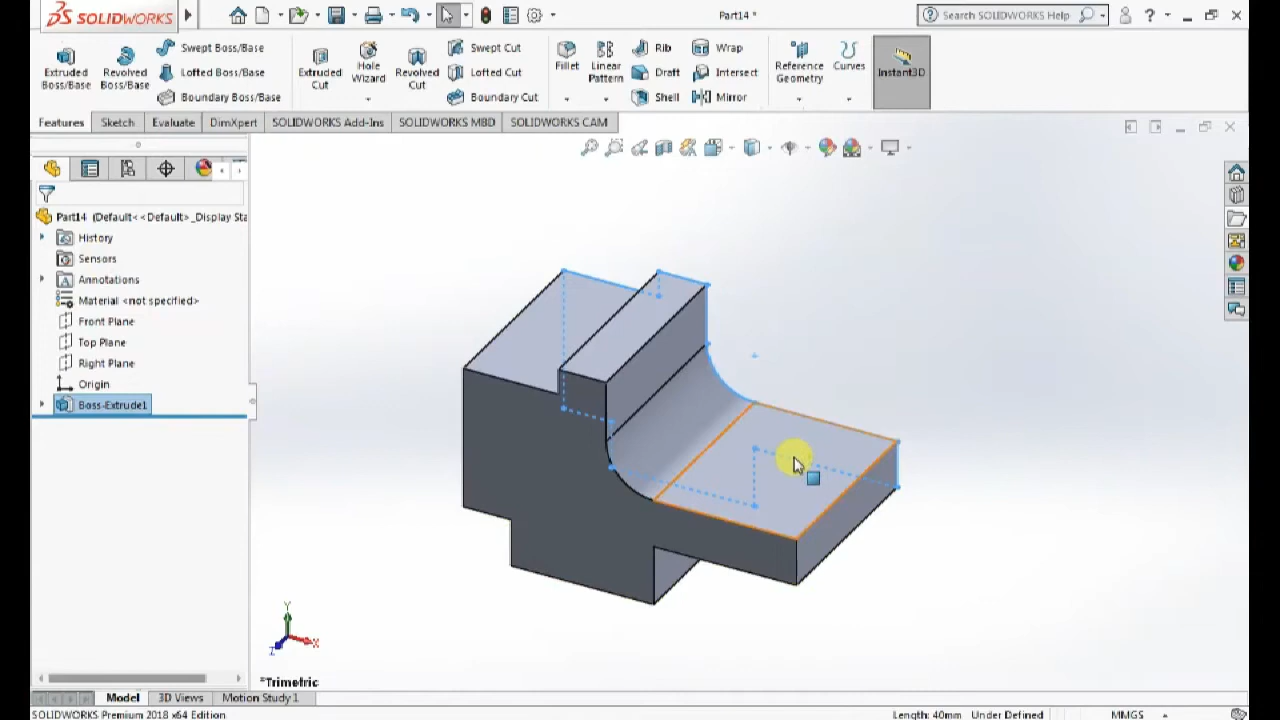 SOLIDWORKS
Part14 *
Search SOLIDWORKS Help
Extruded Boss/Base
Revolved Boss/Base
Swept Boss/Base
Lofted Boss/Base
Boundary Boss/Base
Extruded Cut
Hole Wizard
Revolved Cut
Swept Cut
Lofted Cut
Boundary Cut
Fillet
Linear Pattern
Rib
Draft
Shell
Wrap
Intersect
Mirror
Reference Geometry
Curves
Instant3D
Features
Sketch
Evaluate
DimXpert
SOLIDWORKS Add-Ins
SOLIDWORKS MBD
SOLIDWORKS CAM
Part14 (Default<<Default>_Display Sta
History
Sensors
Annotations
Material <not specified>
Front Plane
Top Plane
Right Plane
Origin
Boss-Extrude1
Y
X
Z
*Trimetric
Model
3D Views
Motion Study 1
SOLIDWORKS Premium 2018 x64 Edition
Length: 40mm
Under Defined
MMGS